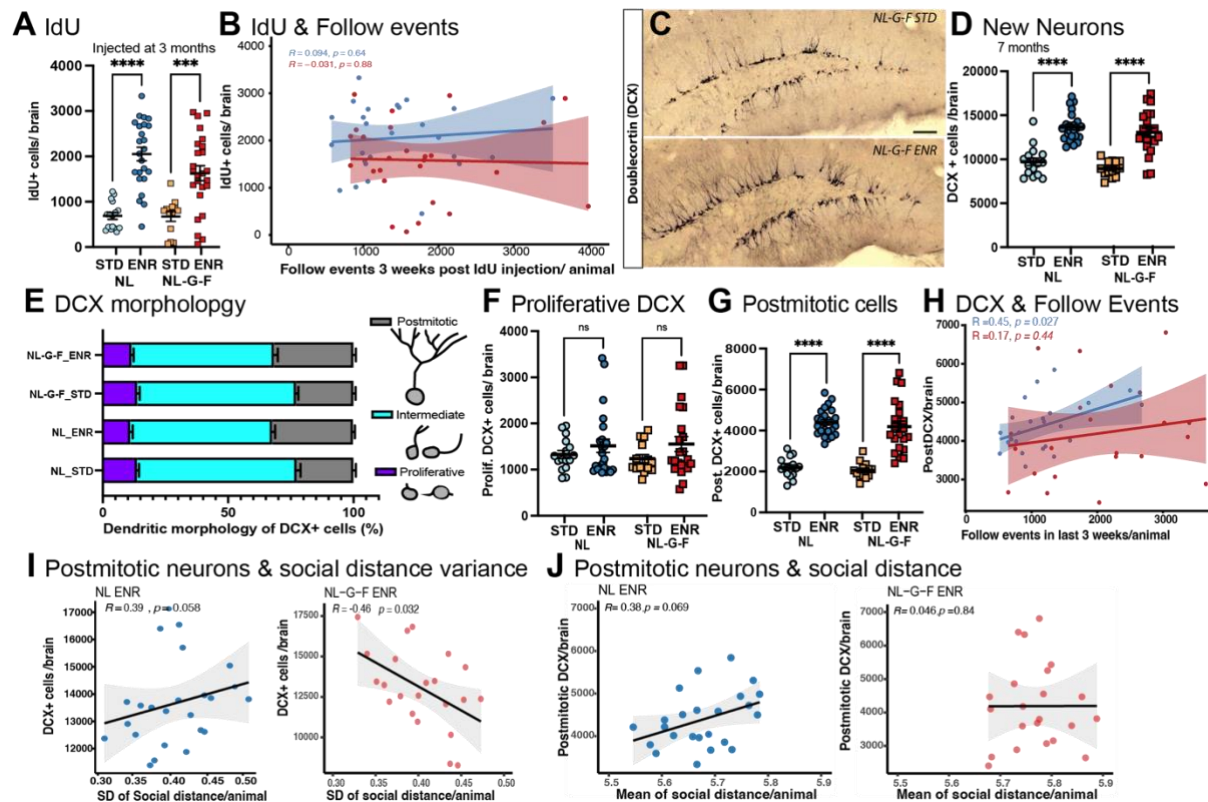 A IdU
Injected at 3 months
**** ***
IdU+ cells/ brain
4000
3000
2000
1000
0
STD ENR STD ENR
NL NL-G-F
B IdU & Follow events
R = 0.094, p = 0.64
R = −0.031, p = 0.88
IdU+ cells/brain
4000
3000
2000
1000
0
0 1000 2000 3000 4000
Follow events 3 weeks post IdU injection/ animal
C
Doublecortin (DCX)
NL-G-F STD
NL-G-F ENR
D New Neurons
7 months
**** ****
DCX + cells /brain
20000
15000
10000
5000
0
STD ENR STD ENR
NL NL-G-F
E DCX morpholopgy
NL-G-F_ENR
NL-G-F_STD
NL_ENR
NL_STD
0 50 100
Dendritic morphology of DCX+ cells (%)
Postmitotic
Intermediate
Proliferative
F Proliferative DCX
ns ns
Prolif. DCX+ cells/ brain
4000
3000
2000
1000
0
STD ENR STD ENR
NL NL-G-F
G Postmitotic cells
**** ****
Post. DCX+ cells/brain
8000
6000
4000
2000
0
STD ENR STD ENR
NL NL-G-F
H DCX & Follow Events
R =0.45, p = 0.027
R =0.17, p = 0.44
PostDCX/brain
7000
6000
5000
4000
3000
0 1000 2000 3000
Follow events in last 3 weeks/animal
I Postmitotic neurons & social distance variance
NL ENR
R= 0.39 , p = 0.058
DCX+ cells /brain
17000
16000
15000
14000
13000
12000
0.30 0.35 0.40 0.45 0.50
SD of Social distance/animal
NL-G-F ENR
R = -0.46 p = 0.032
DCX+ cells /brain
17500
15000
12500
10000
0.30 0.35 0.40 0.45 0.50
SD of social distance/animal
J Postmitotic neurons & social distance
NL ENR
R= 0.38 p = 0.069
Postmitotic DCX/brain
7000
6000
5000
4000
5.5 5.6 5.7 5.8 5.9
Mean of social distance/animal
NL-G-F ENR
R= 0.046 p = 0.84
Postmitotic DCX/brain
7000
6000
5000
4000
3000
5.5 5.6 5.7 5.8 5.9
Mean of social distance/animal